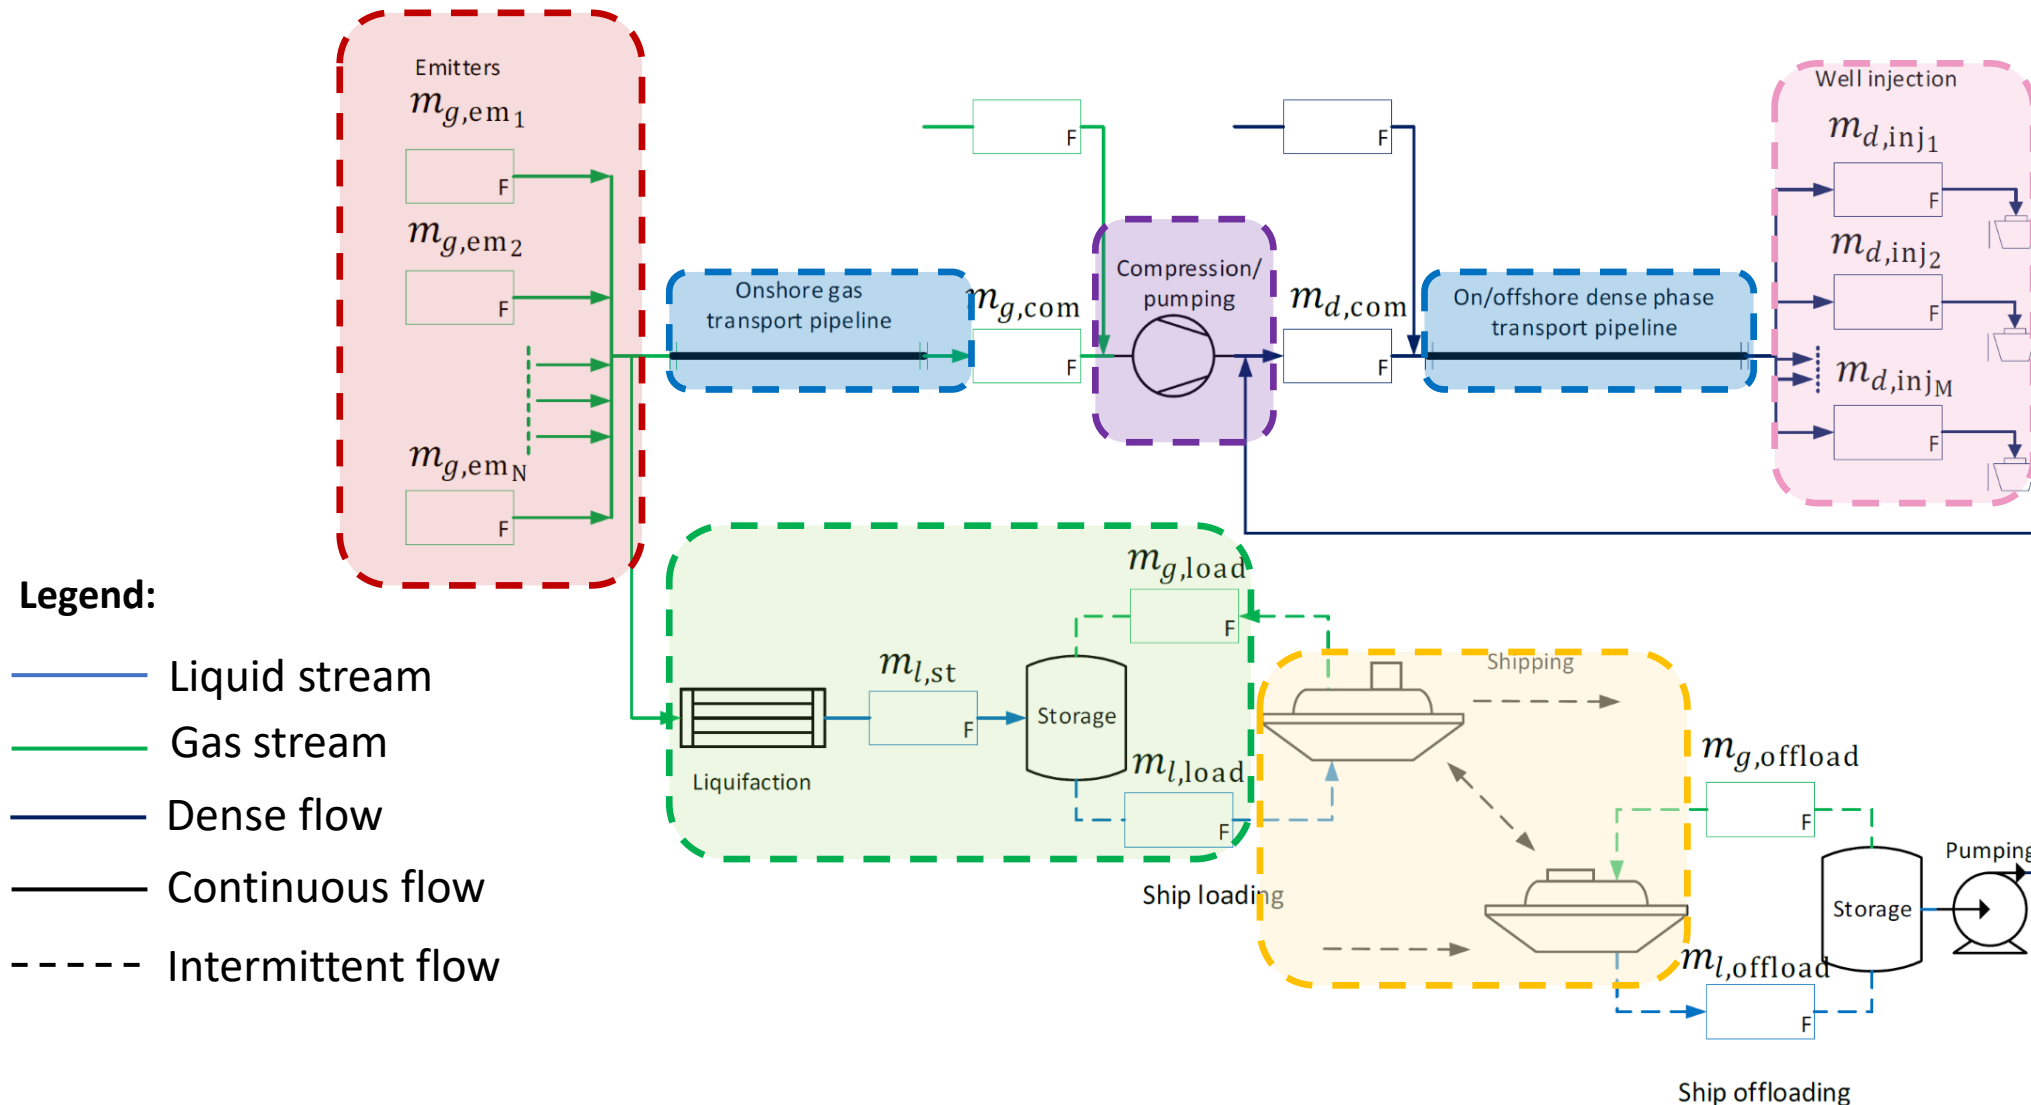 Emitters
m_{g,em_1}
F
m_{g,em_2}
F
m_{g,em_N}
F
Onshore gas
transport pipeline
F
m_{g,com}
F
Compression/
pumping
F
m_{d,com}
F
On/offshore dense phase
transport pipeline
Well injection
m_{d,inj_1}
F
m_{d,inj_2}
F
m_{d,inj_M}
F
Legend:
Liquid stream
Gas stream
Dense flow
Continuous flow
Intermittent flow
Liquifaction
m_{l,st}
F
m_{g,load}
F
Storage
m_{l,load}
F
Ship loading
Shipping
m_{g,offload}
F
Storage
Pumping
m_{l,offload}
F
Ship offloading